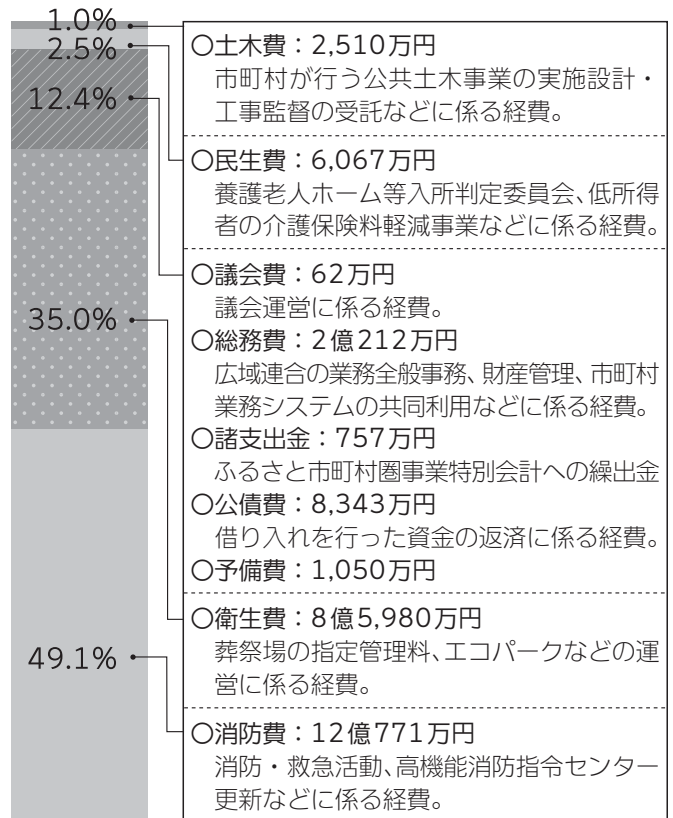 1.0%
2.5%
12.4%
35.0%
49.1%
○土木費：2,510万円
市町村が行う公共土木事業の実施設計・
工事監督の受託などに係る経費。
○民生費：6,067万円
養護老人ホーム等入所判定委員会、低所得
者の介護保険料軽減事業などに係る経費。
○議会費：62万円
議会運営に係る経費。
○総務費：2億212万円
広域連合の業務全般事務、財産管理、市町村
業務システムの共同利用などに係る経費。
○諸支出金：757万円
ふるさと市町村圏事業特別会計への繰出金
○公債費：8,343万円
借り入れを行った資金の返済に係る経費。
○予備費：1,050万円
○衛生費：8億5,980万円
葬祭場の指定管理料、エコパークなどの運
営に係る経費。
○消防費：12億771万円
消防・救急活動、高機能消防指令センター
更新などに係る経費。